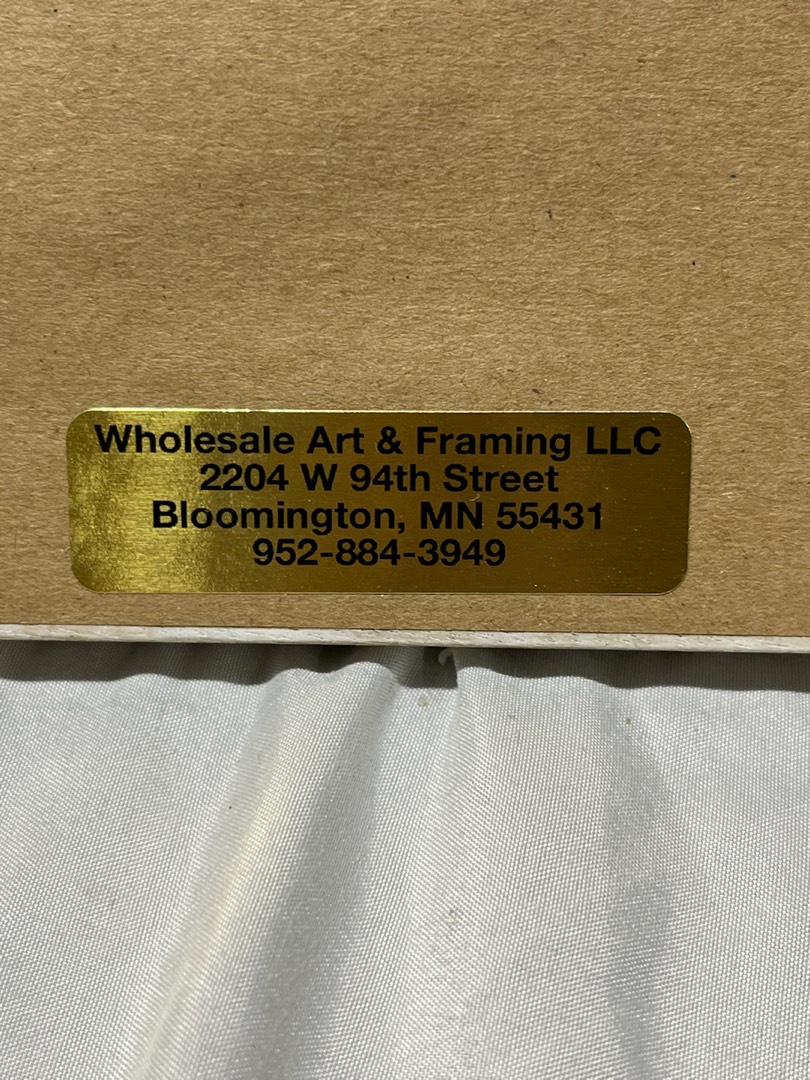 Wholesale Art & Framing LLC
2204 W 94th Street
Bloomington, MN 55431
952-884-3949